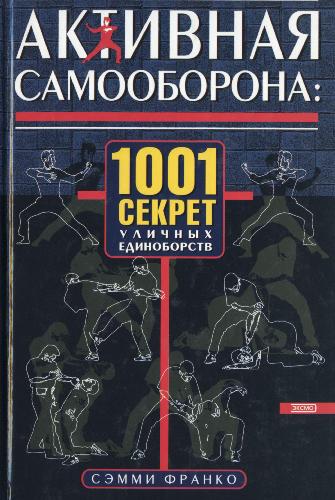 АКТИВНАЯ
САМООБОРОНА:
1001
СЕКРЕТ
УЛИЧНЫХ
ЕДИНОБОРСТВ
ЭКСМО
СЭММИ ФРАНКО